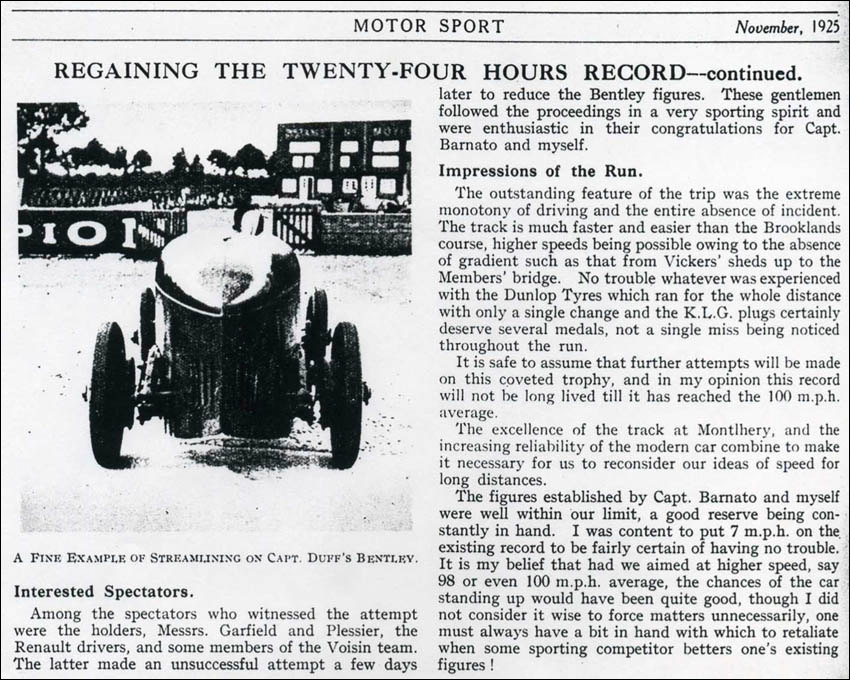 MOTOR SPORT November, 1925
REGAINING THE TWENTY-FOUR HOURS RECORD—continued.
PION
A FINE EXAMPLE OF STREAMLINING ON CAPT. DUFF'S BENTLEY.
Interested Spectators.
Among the spectators who witnessed the attempt
were the holders, Messrs. Garfield and Plessier, the
Renault drivers, and some members of the Voisin team.
The latter made an unsuccessful attempt a few days
later to reduce the Bentley figures. These gentlemen
followed the proceedings in a very sporting spirit and
were enthusiastic in their congratulations for Capt.
Barnato and myself.
Impressions of the Run.
The outstanding feature of the trip was the extreme
monotony of driving and the entire absence of incident.
The track is much faster and easier than the Brooklands
course, higher speeds being possible owing to the absence
of gradient such as that from Vickers' sheds up to the
Members' bridge. No trouble whatever was experienced
with the Dunlop Tyres which ran for the whole distance
with only a single change and the K.L.G. plugs certainly
deserve several medals, not a single miss being noticed
throughout the run.
It is safe to assume that further attempts will be made
on this coveted trophy, and in my opinion this record
will not be long lived till it has reached the 100 m.p.h.
average.
The excellence of the track at Montlhery, and the
increasing reliability of the modern car combine to make
it necessary for us to reconsider our ideas of speed for
long distances.
The figures established by Capt. Barnato and myself
were well within our limit, a good reserve being con-
stantly in hand. I was content to put 7 m.p.h. on the
existing record to be fairly certain of having no trouble.
It is my belief that had we aimed at higher speed, say
98 or even 100 m.p.h. average, the chances of the car
standing up would have been quite good, though I did
not consider it wise to force matters unnecessarily, one
must always have a bit in hand with which to retaliate
when some sporting competitor betters one's existing
figures !